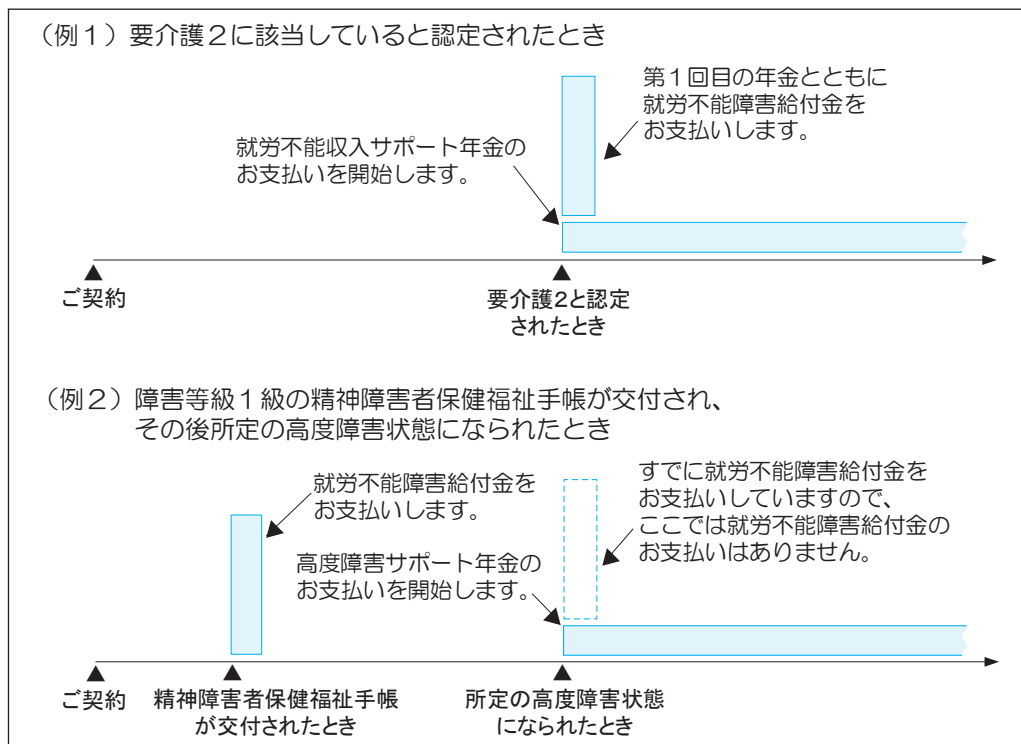 （例１）要介護２に該当していると認定されたとき
第１回目の年金とともに
就労不能障害給付金を
お支払いします。
就労不能収入サポート年金の
お支払いを開始します。
ご契約
要介護2と認定
されたとき
（例２）障害等級１級の精神障害者保健福祉手帳が交付され、
その後所定の高度障害状態になられたとき
就労不能障害給付金を
お支払いします。
すでに就労不能障害給付金を
お支払いしていますので、
ここでは就労不能障害給付金の
お支払いはありません。
高度障害サポート年金の
お支払いを開始します。
ご契約
精神障害者保健福祉手帳
が交付されたとき
所定の高度障害状態
になられたとき